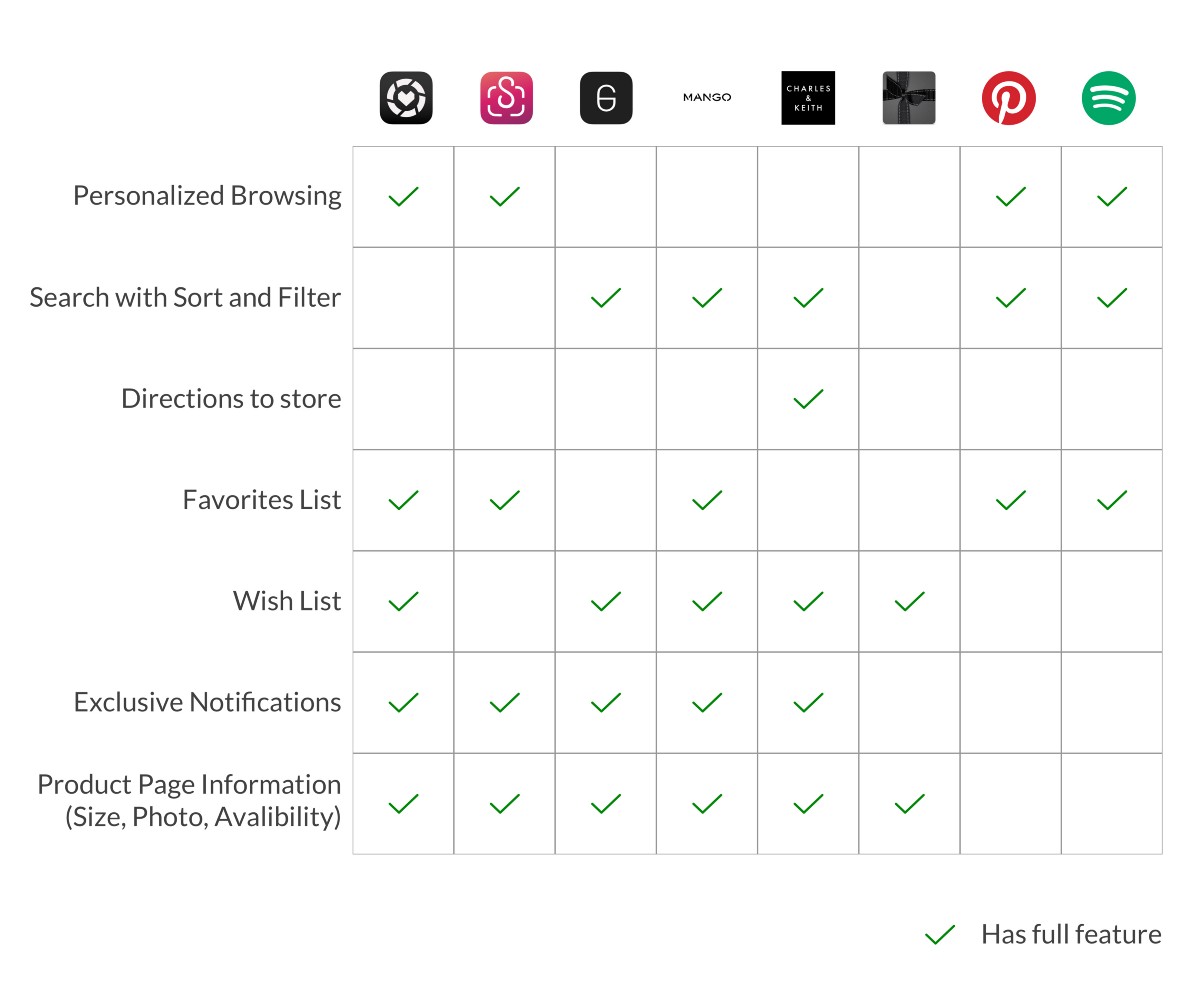 MANGO
CHARLES
&
KEITH
Personalized Browsing
Search with Sort and Filter
Directions to store
Favorites List
Wish List
Exclusive Notifications
Product Page Information
(Size, Photo, Avalibility)
Has full feature